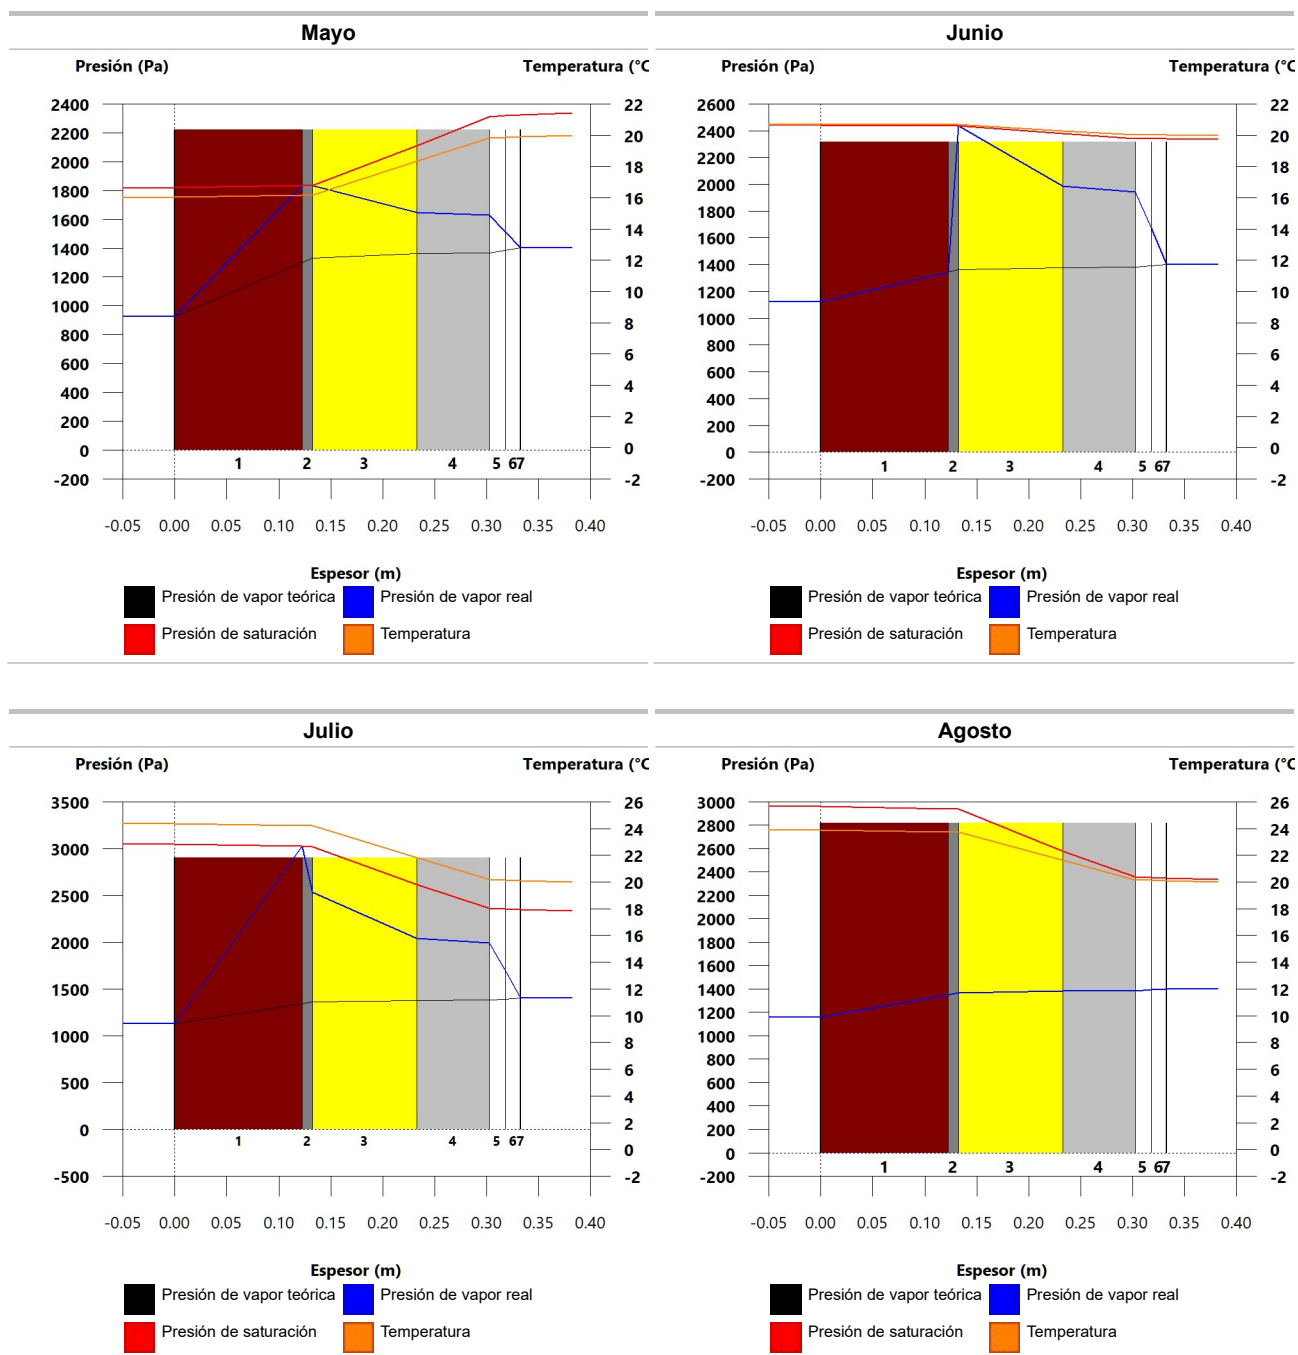 Mayo
Presión (Pa) Temperatura (°C
2400 22
2200 20
2000 18
1800 16
1600 14
1400 12
1200 10
1000 8
800 6
600 4
400 2
200 0
0 -2
-200
1 2 3 4 5 67
-0.05 0.00 0.05 0.10 0.15 0.20 0.25 0.30 0.35 0.40
Espesor (m)
Presión de vapor teórica Presión de vapor real
Presión de saturación Temperatura
Junio
Presión (Pa) Temperatura (°C
2600 22
2400 20
2200 18
2000 16
1800 14
1600 12
1400 10
1200 8
1000 6
800 4
600 2
400 0
200 -2
0
-200
1 2 3 4 5 67
-0.05 0.00 0.05 0.10 0.15 0.20 0.25 0.30 0.35 0.40
Espesor (m)
Presión de vapor teórica Presión de vapor real
Presión de saturación Temperatura
Julio
Presión (Pa) Temperatura (°C
3500 26
3000 24
2500 22
2000 20
1500 18
1000 16
500 14
0 12
-500 10
8
6
4
2
0
-2
1 2 3 4 5 67
-0.05 0.00 0.05 0.10 0.15 0.20 0.25 0.30 0.35 0.40
Espesor (m)
Presión de vapor teórica Presión de vapor real
Presión de saturación Temperatura
Agosto
Presión (Pa) Temperatura (°C
3000 26
2800 24
2600 22
2400 20
2200 18
2000 16
1800 14
1600 12
1400 10
1200 8
1000 6
800 4
600 2
400 0
200 -2
0
-200
1 2 3 4 5 67
-0.05 0.00 0.05 0.10 0.15 0.20 0.25 0.30 0.35 0.40
Espesor (m)
Presión de vapor teórica Presión de vapor real
Presión de saturación Temperatura